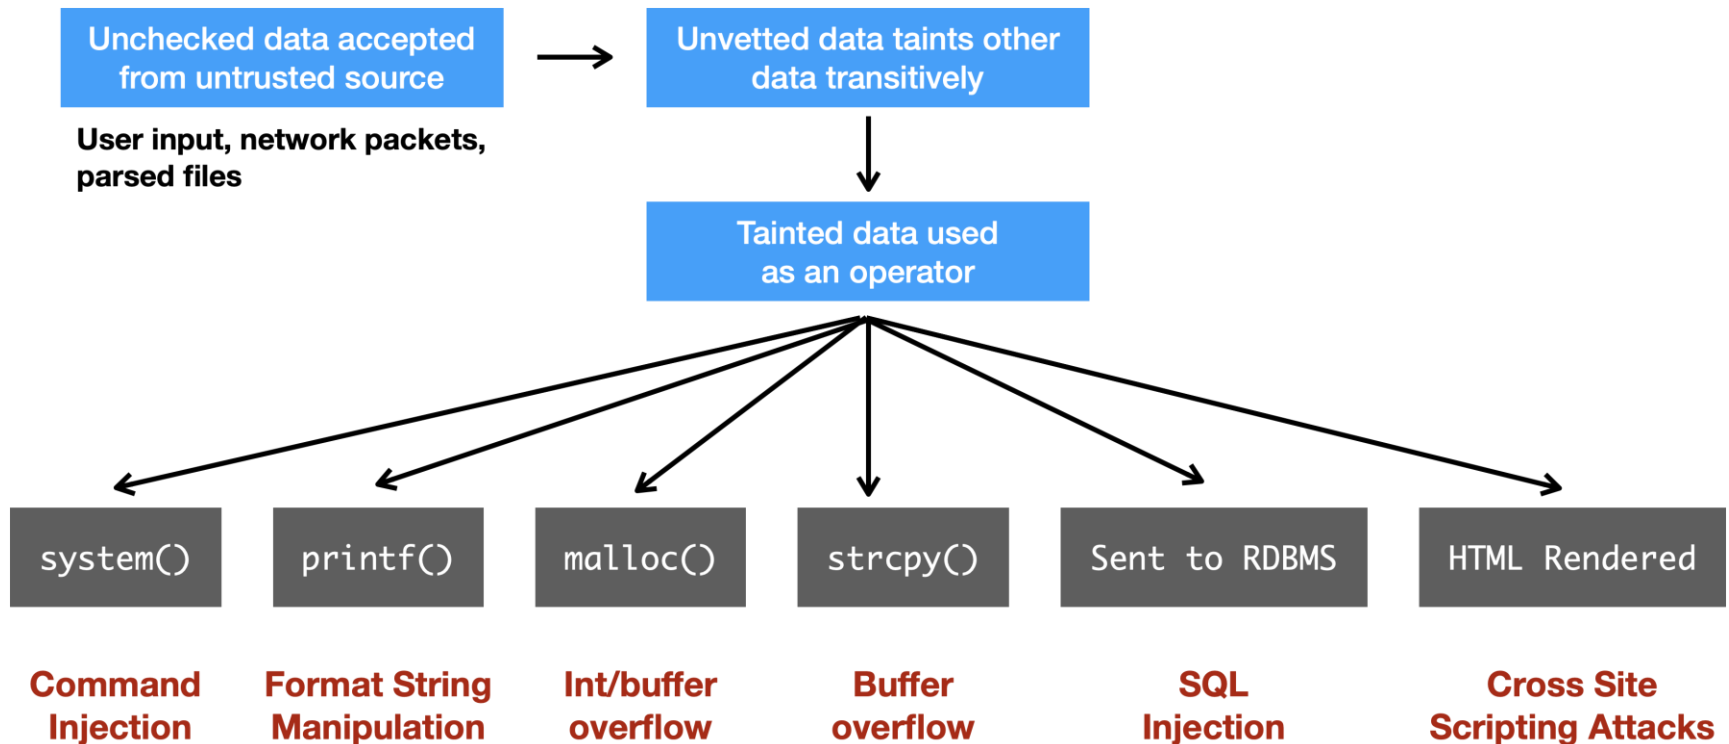 Unchecked data accepted
from untrusted source
Unvetted data taints other
data transitively
User input, network packets,
parsed files
Tainted data used
as an operator
system()
printf()
malloc()
strcpy()
Sent to RDBMS
HTML Rendered
Command
Injection
Format String
Manipulation
Int/buffer
overflow
Buffer
overflow
SQL
Injection
Cross Site
Scripting Attacks